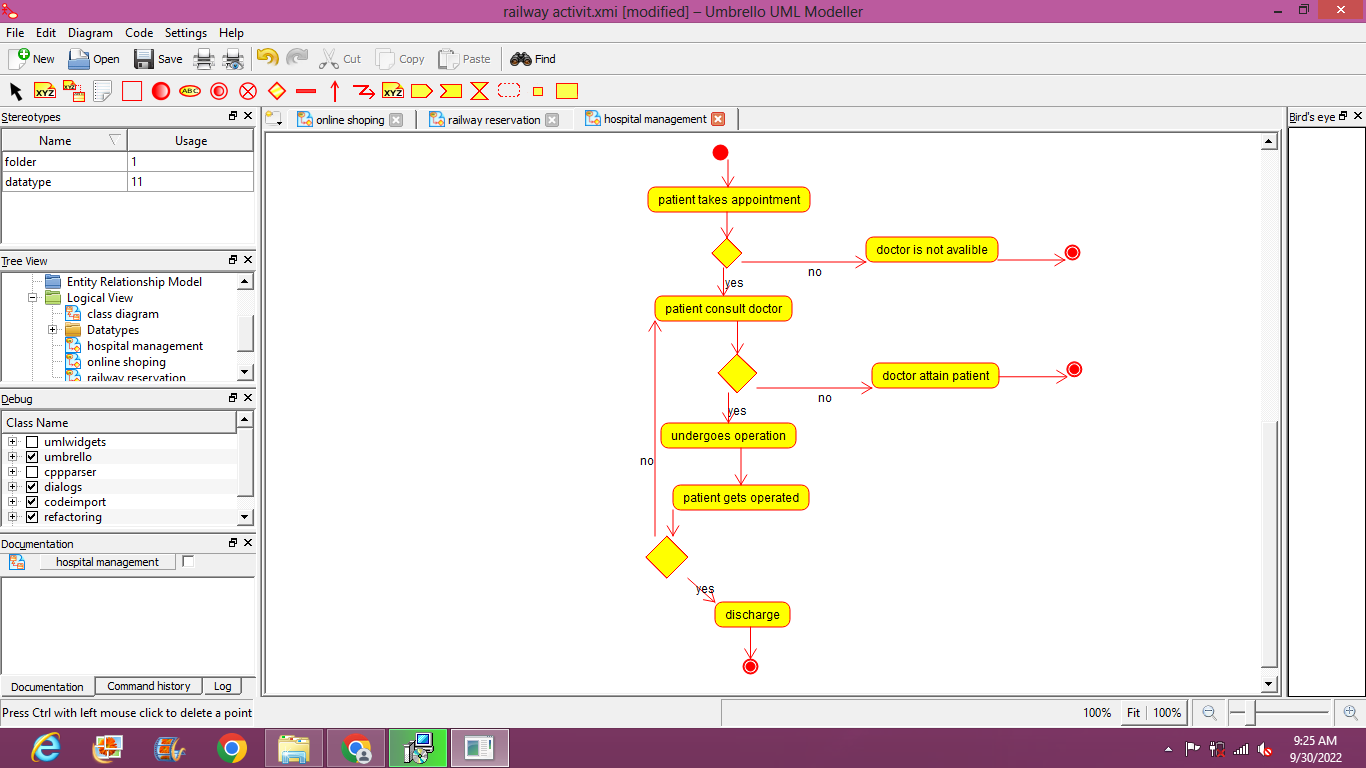 railway activit.xmi [modified] – Umbrello UML Modeller
File Edit Diagram Code Settings Help
New Open Save Cut Copy Paste Find
XYZ XYZ ABC XYZ
Stereotypes
Name Usage
folder 1
datatype 11
Tree View
Entity Relationship Model
Logical View
class diagram
Datatypes
hospital management
online shoping
railway reservation
Debug
Class Name
umlwidgets
umbrello
cppparser
dialogs
codeimport
refactoring
Documentation
hospital management
Documentation Command history Log
online shoping railway reservation hospital management
patient takes appointment
doctor is not avalible
no
yes
patient consult doctor
doctor attain patient
no
yes
undergoes operation
no
patient gets operated
yes
discharge
Bird's eye
Press Ctrl with left mouse click to delete a point
100% Fit 100%
9:25 AM
9/30/2022